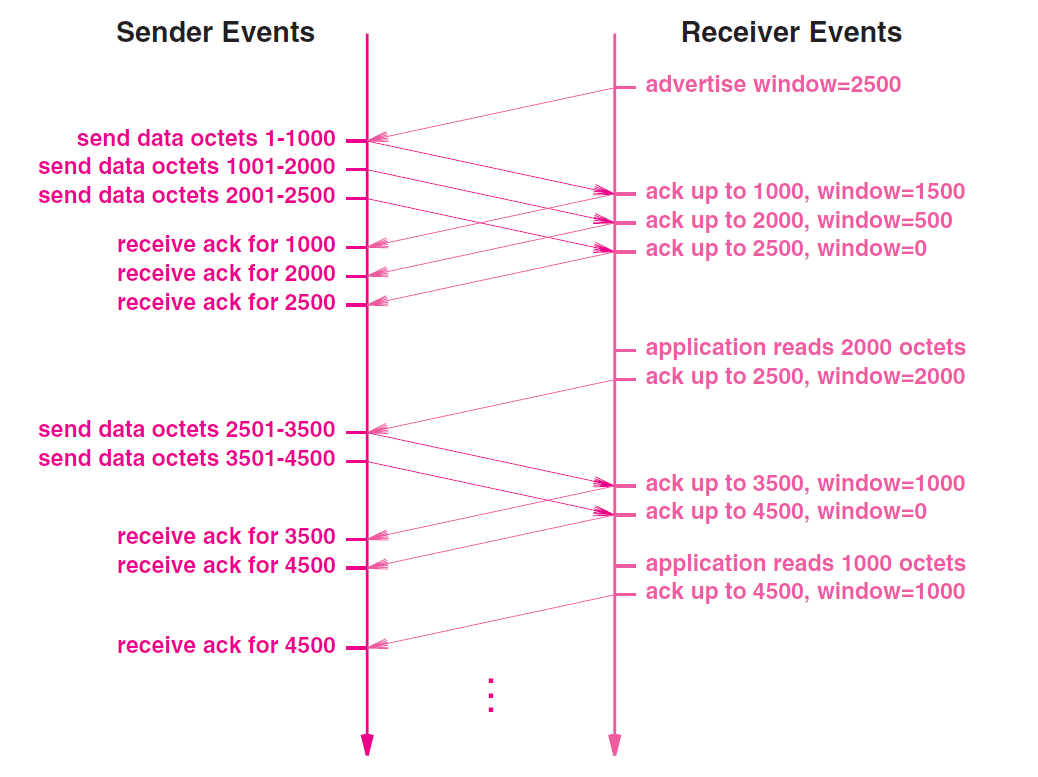 Sender Events
Receiver Events
advertise window=2500
send data octets 1-1000
send data octets 1001-2000
send data octets 2001-2500
ack up to 1000, window=1500
ack up to 2000, window=500
ack up to 2500, window=0
receive ack for 1000
receive ack for 2000
receive ack for 2500
application reads 2000 octets
ack up to 2500, window=2000
send data octets 2501-3500
send data octets 3501-4500
ack up to 3500, window=1000
ack up to 4500, window=0
receive ack for 3500
receive ack for 4500
application reads 1000 octets
ack up to 4500, window=1000
receive ack for 4500